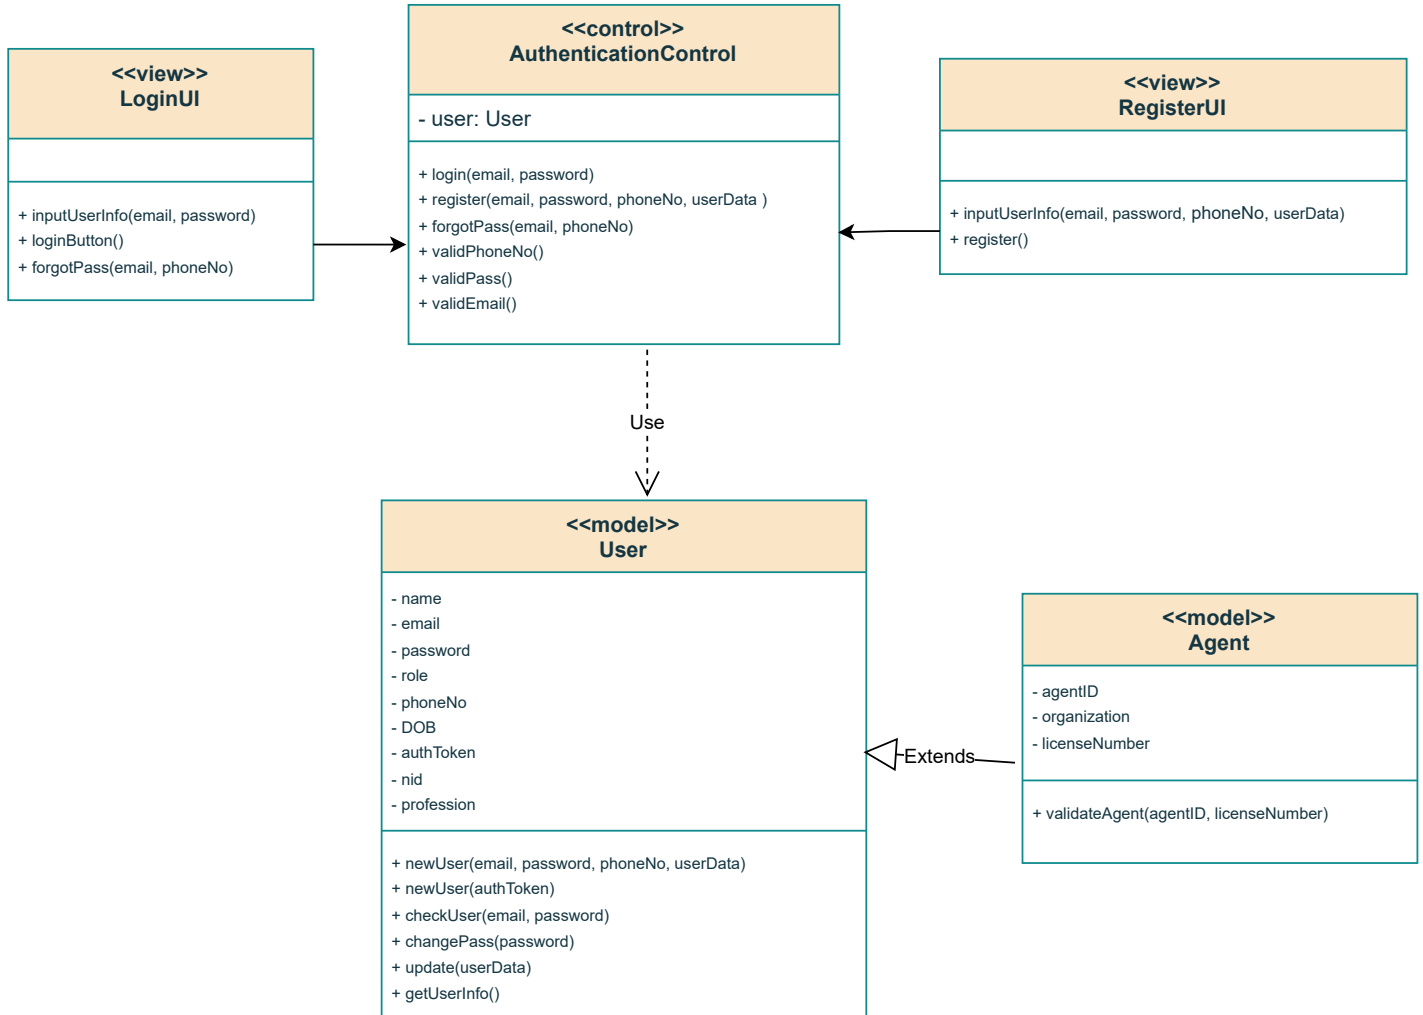 <<view>>
LoginUI
+ inputUserInfo(email, password)
+ loginButton()
+ forgotPass(email, phoneNo)
<<control>>
AuthenticationControl
- user: User
+ login(email, password)
+ register(email, password, phoneNo, userData )
+ forgotPass(email, phoneNo)
+ validPhoneNo()
+ validPass()
+ validEmail()
<<view>>
RegisterUI
+ inputUserInfo(email, password, phoneNo, userData)
+ register()
Use
<<model>>
User
- name
- email
- password
- role
- phoneNo
- DOB
- authToken
- nid
- profession
+ newUser(email, password, phoneNo, userData)
+ newUser(authToken)
+ checkUser(email, password)
+ changePass(password)
+ update(userData)
+ getUserInfo()
Extends
<<model>>
Agent
- agentID
- organization
- licenseNumber
+ validateAgent(agentID, licenseNumber)